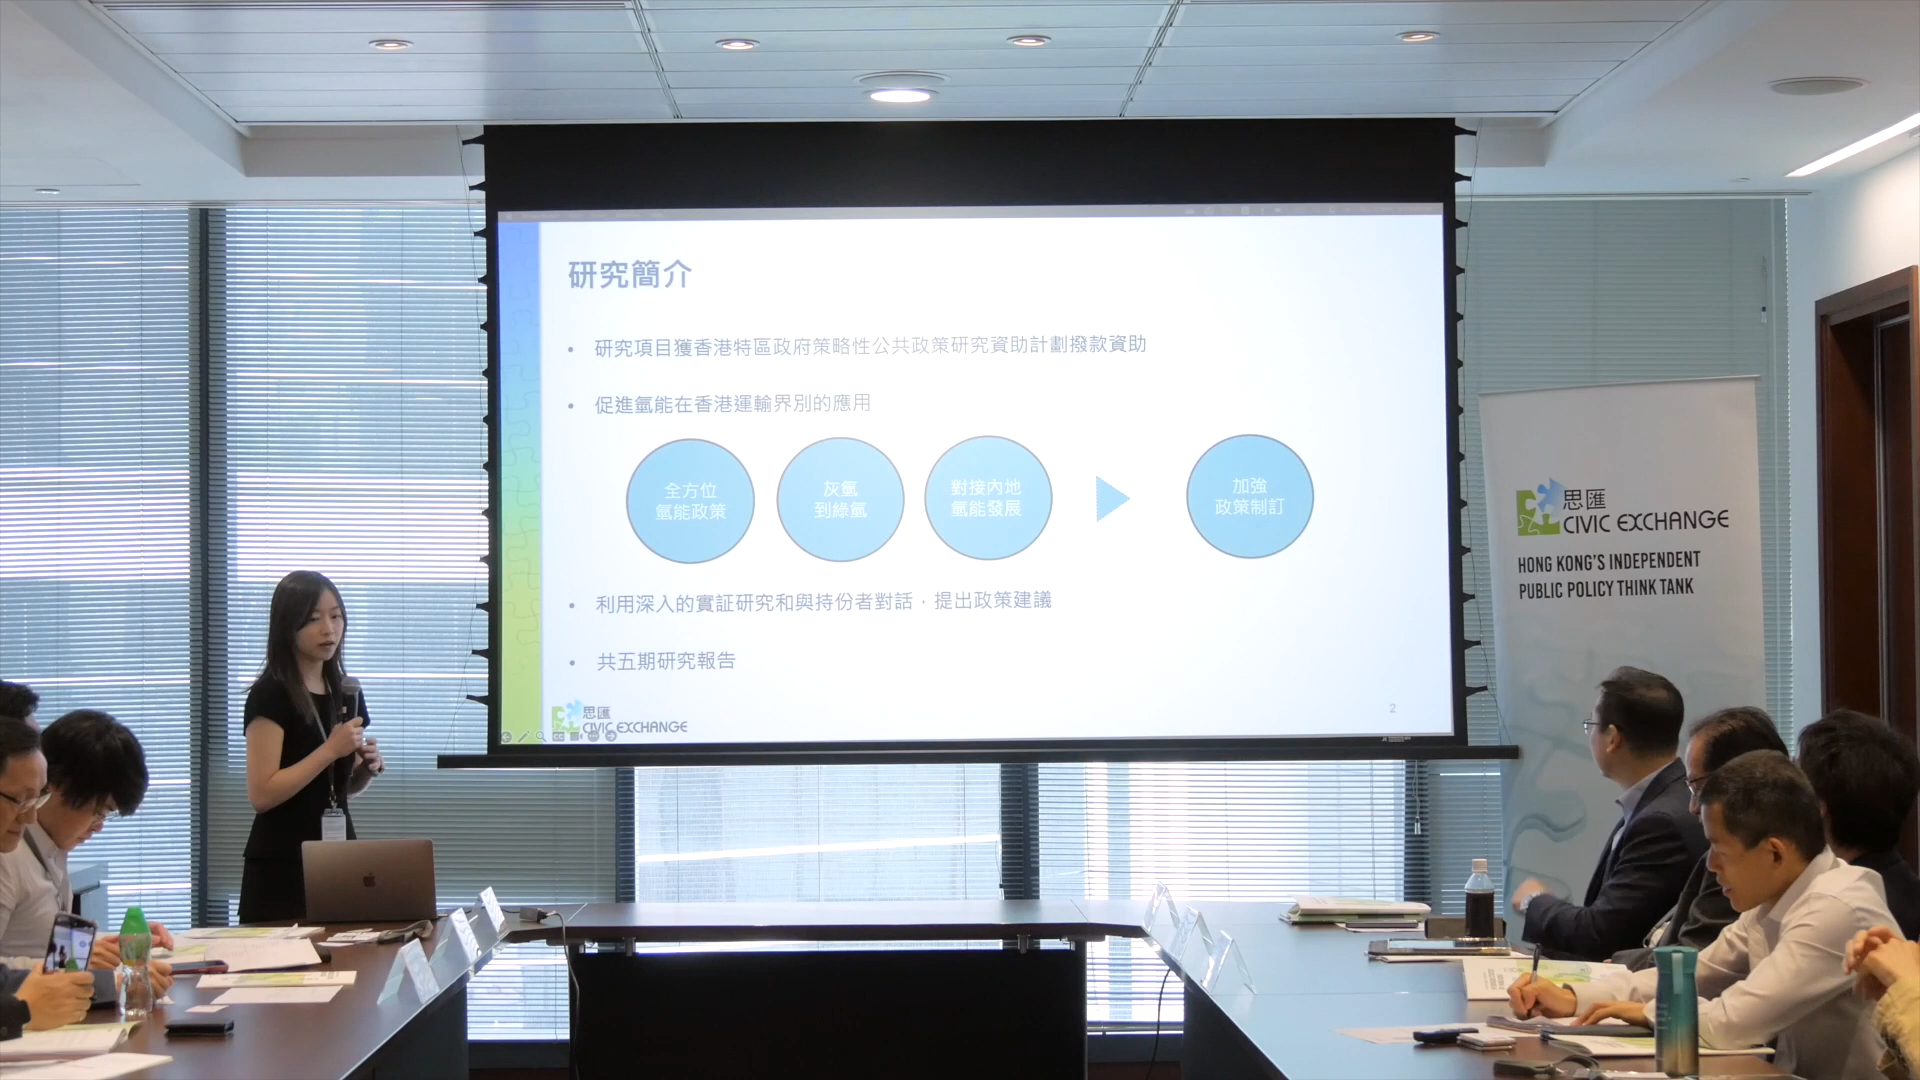 研究簡介
• 研究項目獲香港特區政府策略性公共政策研究資助計劃撥款資助
• 促進氫能在香港運輸界別的應用
全方位
氫能政策
灰氫
到綠氫
對接內地
氫能發展
加強
政策制訂
• 利用深入的實証研究和與持份者對話，提出政策建議
• 共五期研究報告
思匯
CIVIC EXCHANGE
2
思匯
CIVIC EXCHANGE
HONG KONG'S INDEPENDENT
PUBLIC POLICY THINK TANK